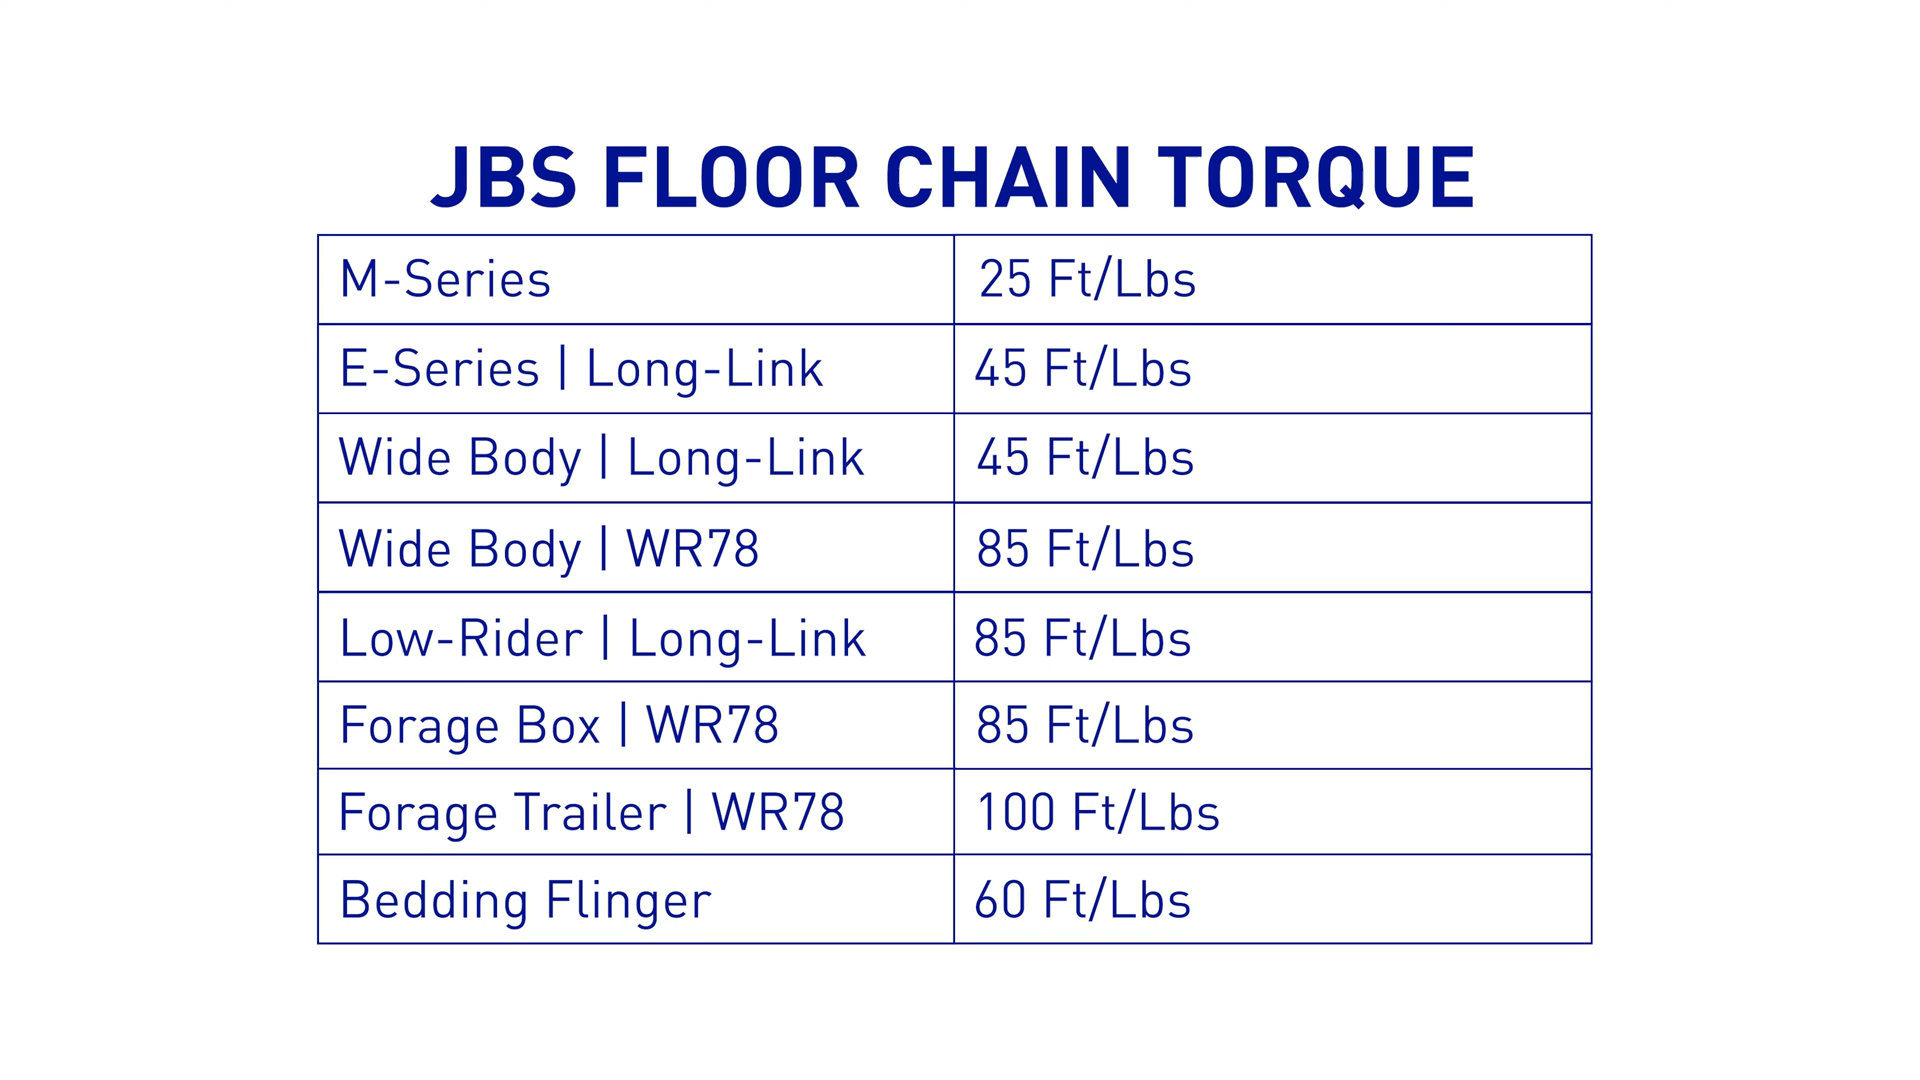 JBS FLOOR CHAIN TORQUE
M-Series 25 Ft/Lbs
E-Series | Long-Link 45 Ft/Lbs
Wide Body | Long-Link 45 Ft/Lbs
Wide Body | WR78 85 Ft/Lbs
Low-Rider | Long-Link 85 Ft/Lbs
Forage Box | WR78 85 Ft/Lbs
Forage Trailer | WR78 100 Ft/Lbs
Bedding Flinger 60 Ft/Lbs